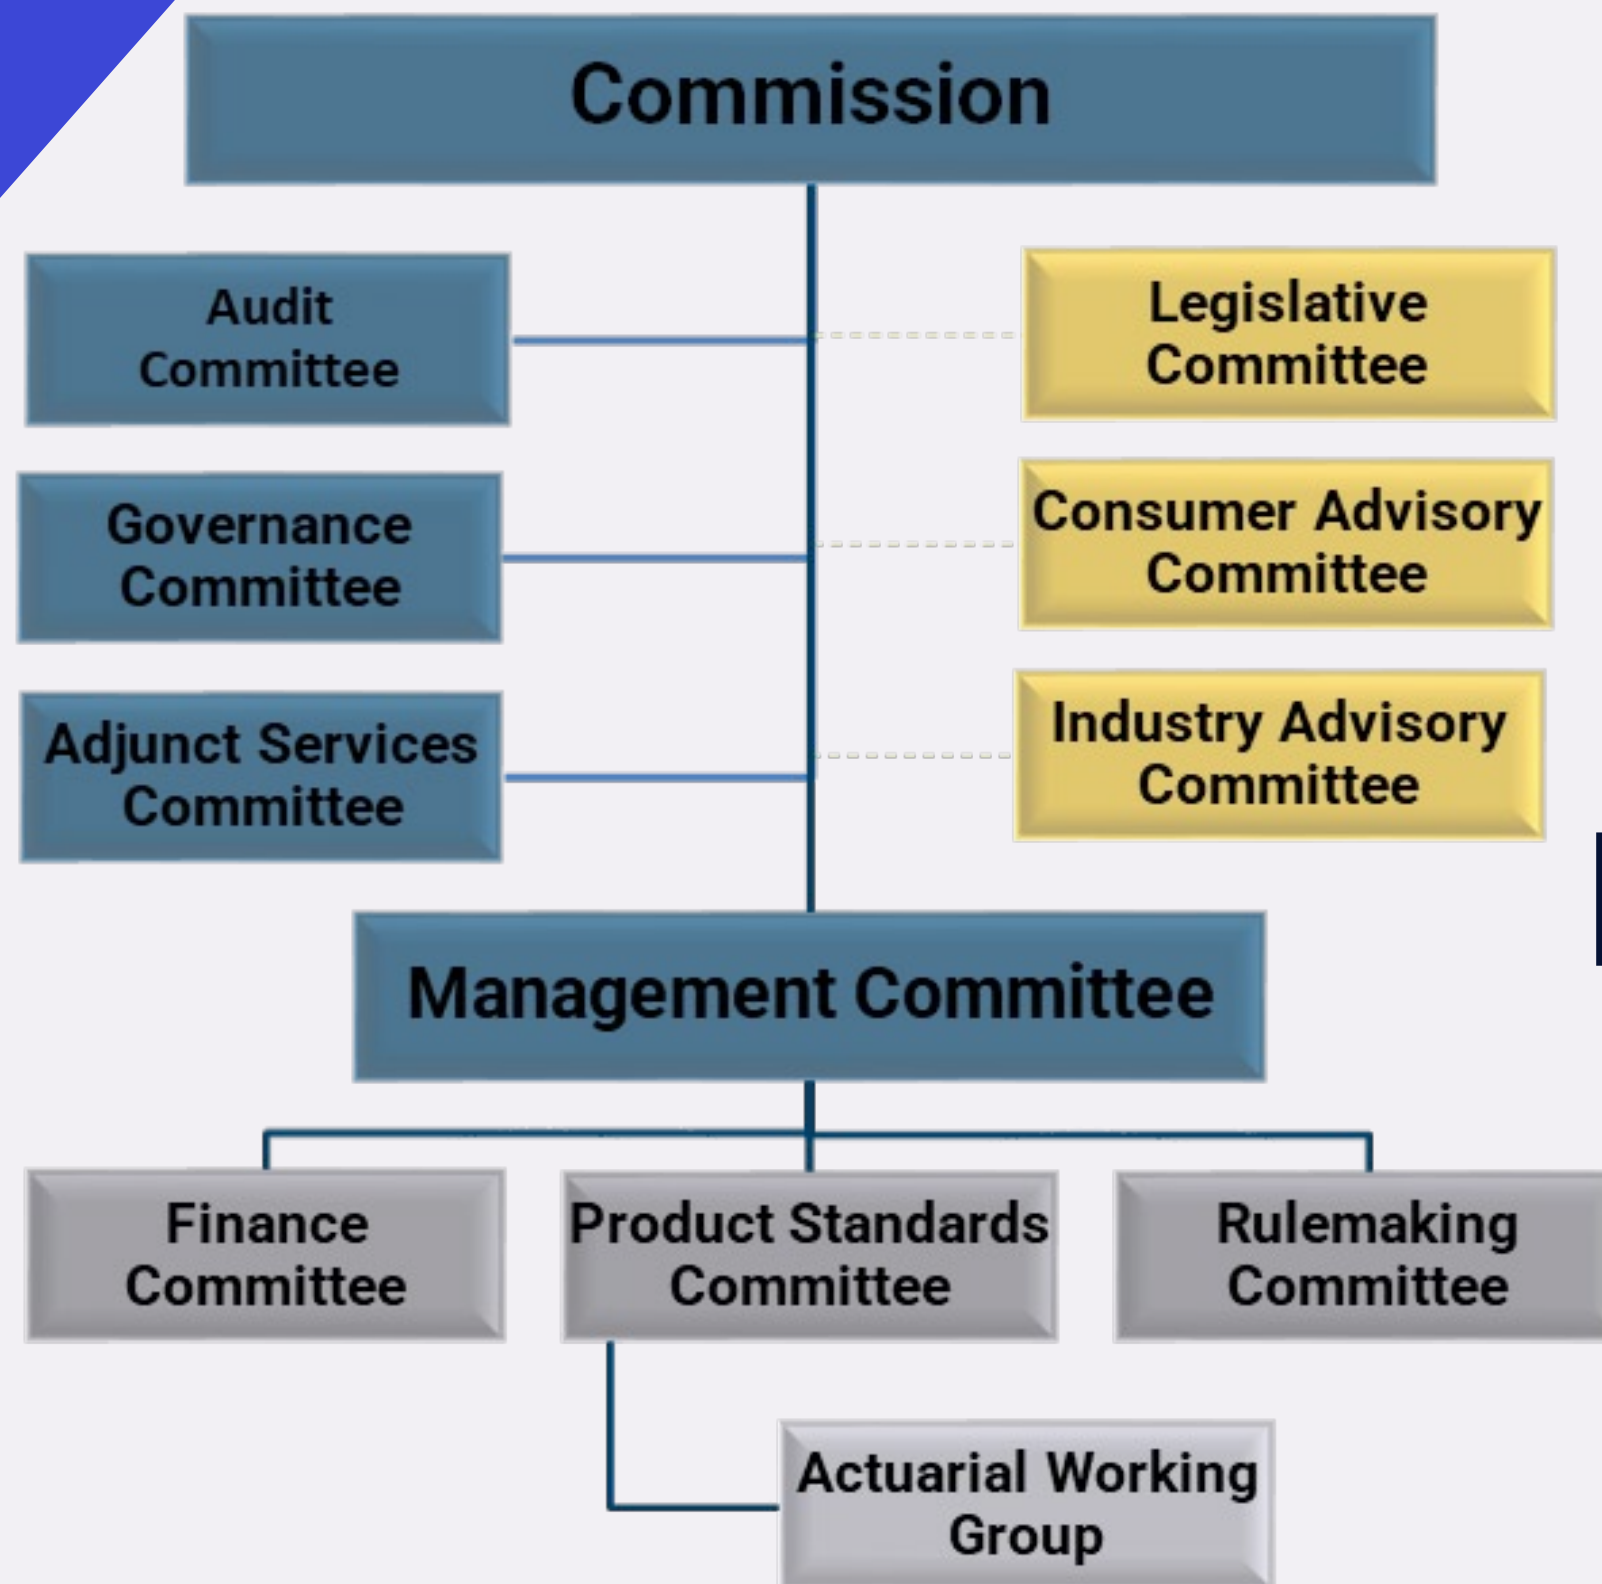 Commission
Audit
Committee
Legislative
Committee
Governance
Committee
Consumer Advisory
Committee
Adjunct Services
Committee
Industry Advisory
Committee
Management Committee
Finance
Committee
Product Standards
Committee
Rulemaking
Committee
Actuarial Working
Group